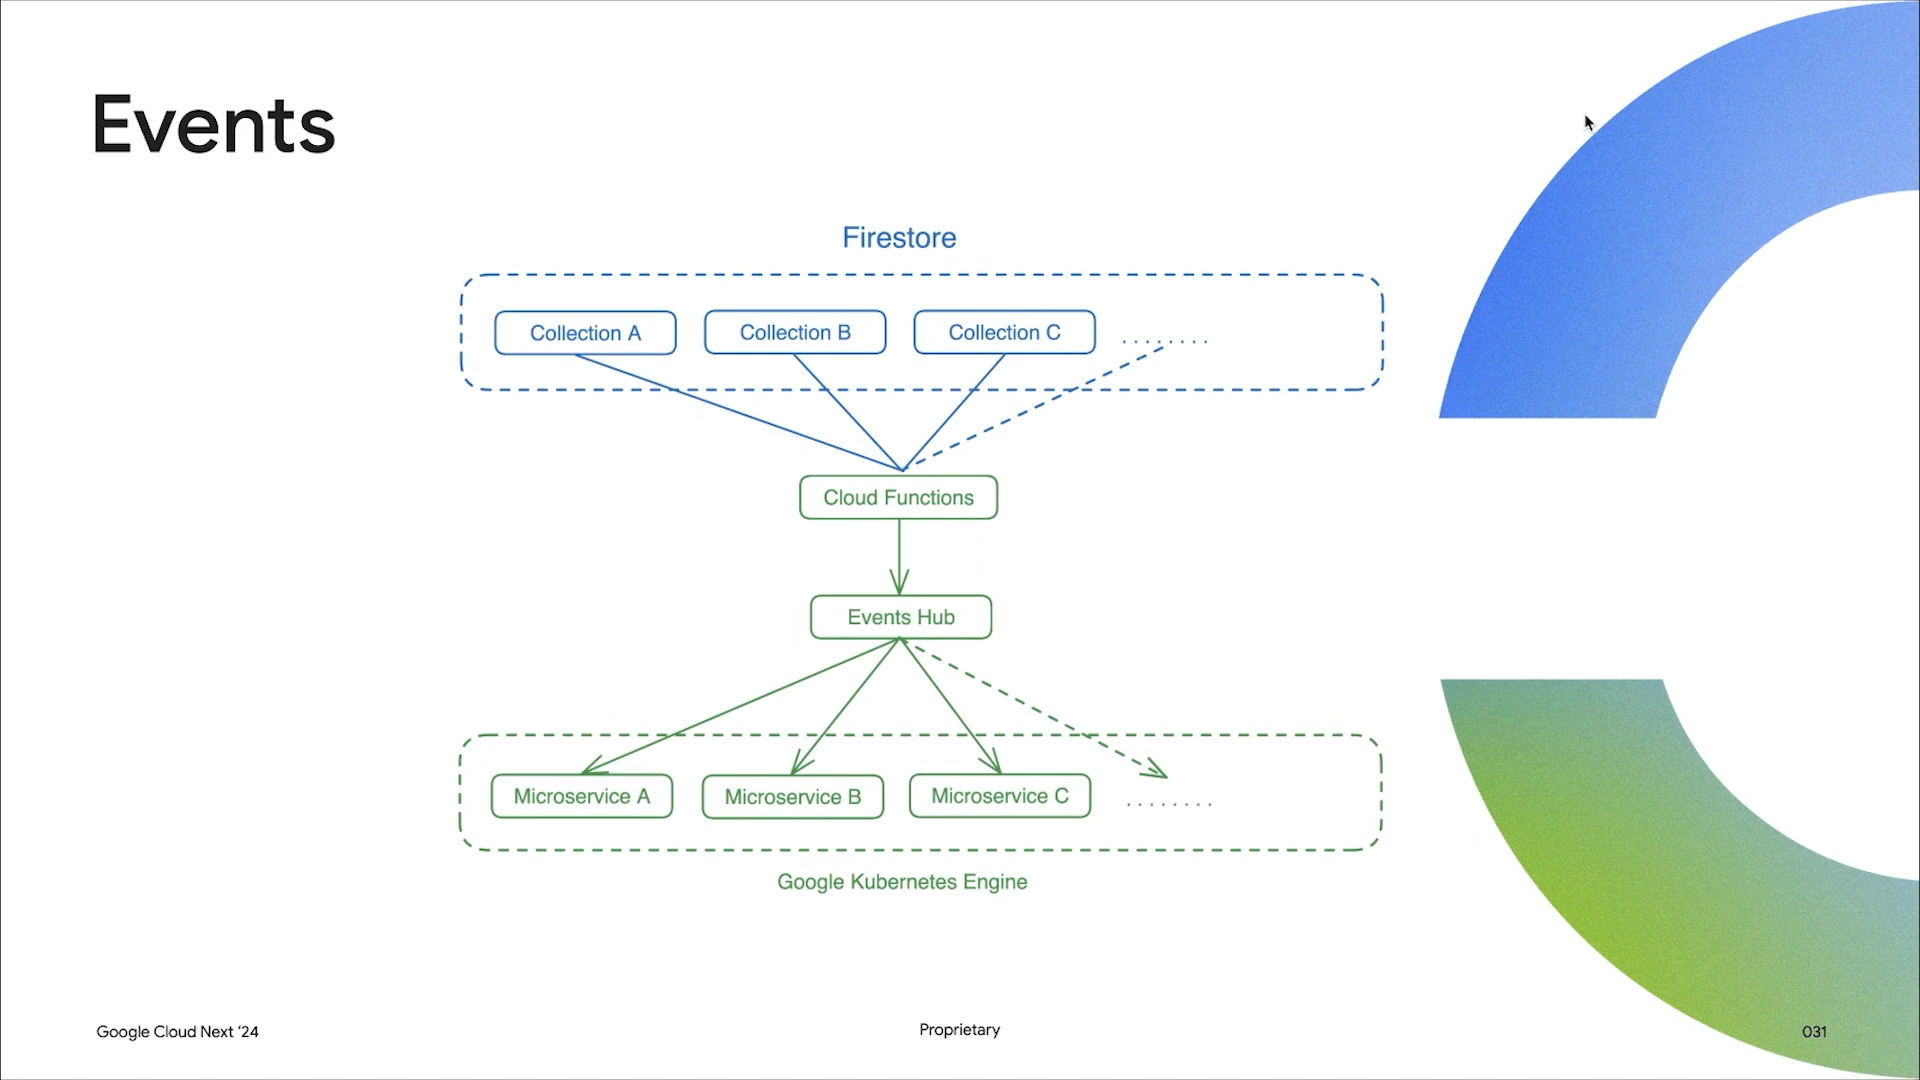 Events
Firestore
Collection A
Collection B
Collection C
........
Cloud Functions
Events Hub
Microservice A
Microservice B
Microservice C
........
Google Kubernetes Engine
Google Cloud Next ‘24
Proprietary
031